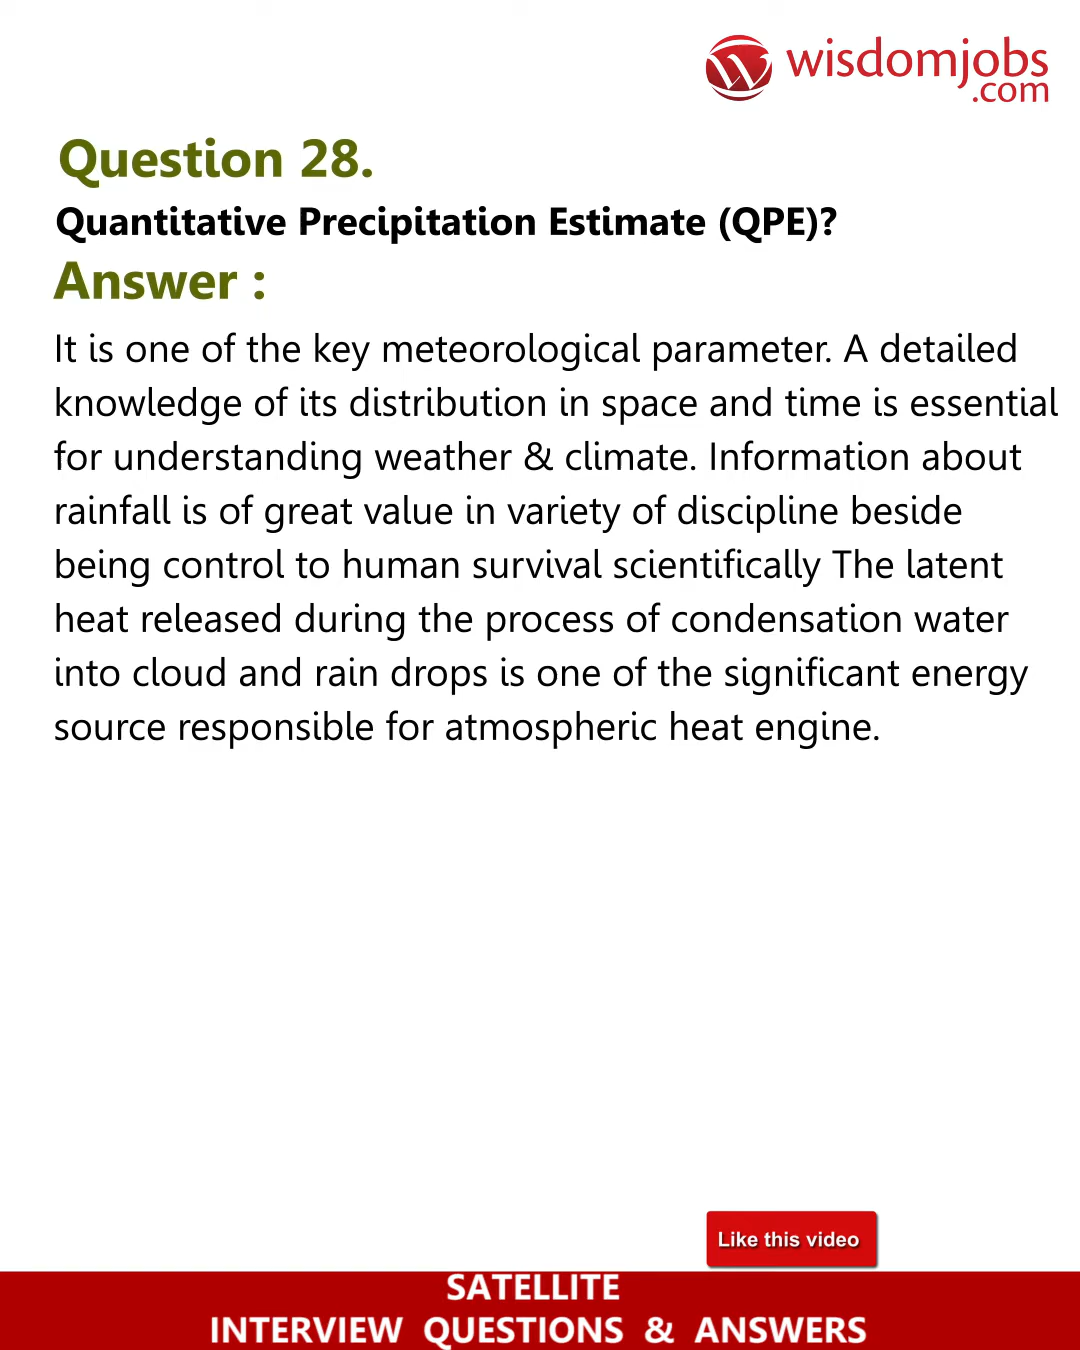 wisdomjobs
.com
Question 28.
Quantitative Precipitation Estimate (QPE)?
Answer :
It is one of the key meteorological parameter. A detailed
knowledge of its distribution in space and time is essential
for understanding weather & climate. Information about
rainfall is of great value in variety of discipline beside
being control to human survival scientifically The latent
heat released during the process of condensation water
into cloud and rain drops is one of the significant energy
source responsible for atmospheric heat engine.
Like this video
SATELLITE
INTERVIEW QUESTIONS & ANSWERS